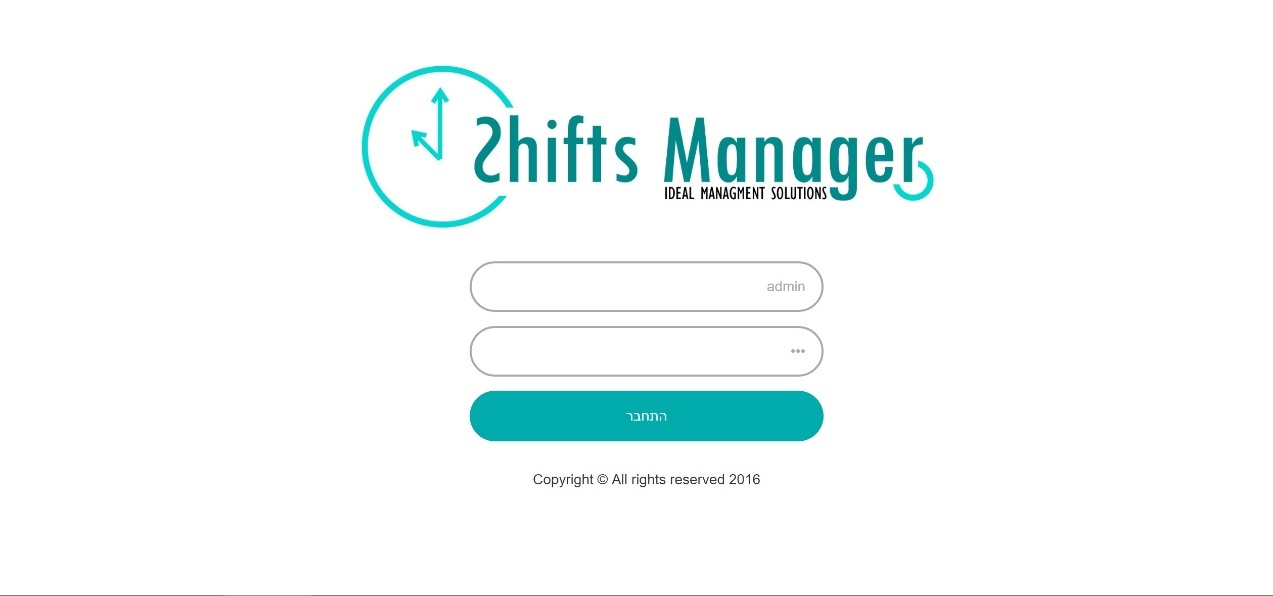 Shifts Manager
IDEAL MANAGMENT SOLUTIONS
admin
•••
התחבר
Copyright © All rights reserved 2016